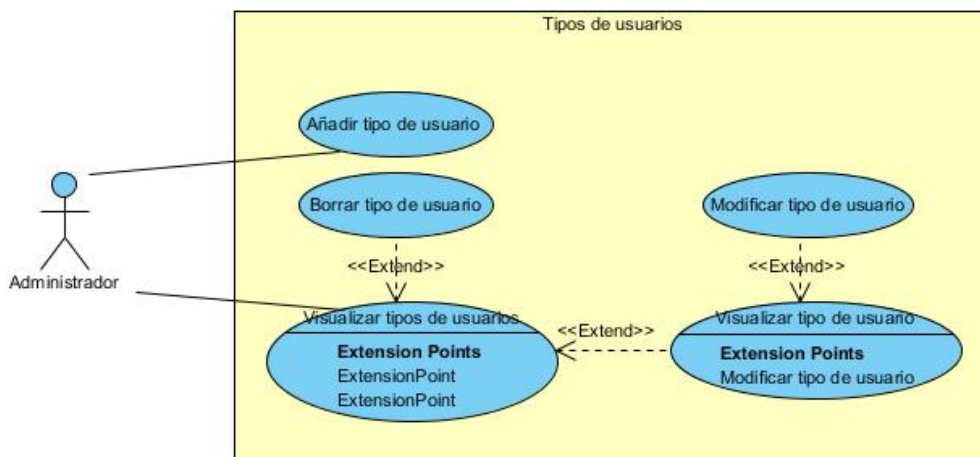 Tipos de usuarios
Añadir tipo de usuario
Borrar tipo de usuario
Modificar tipo de usuario
<<Extend>>
<<Extend>>
Administrador
Visualizar tipos de usuarios
Extension Points
ExtensionPoint
ExtensionPoint
<<Extend>>
Visualizar tipo de usuario
Extension Points
Modificar tipo de usuario